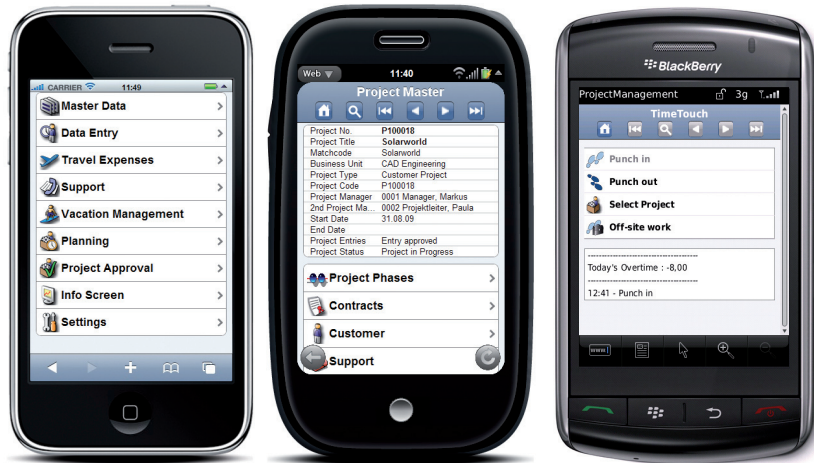 CARRIER 11:49
Master Data
Data Entry
Travel Expenses
Support
Vacation Management
Planning
Project Approval
Info Screen
Settings
Web 11:40
Project Master
Project No. P100018
Project Title Solarworld
Matchcode Solarworld
Business Unit CAD Engineering
Project Type Customer Project
Project Code P100018
Project Manager 0001 Manager, Markus
2nd Project Ma... 0002 Projektleiter, Paula
Start Date 31.08.09
End Date
Project Entries Entry approved
Project Status Project in Progress
Project Phases
Contracts
Customer
Support
BlackBerry
ProjectManagement 3g
TimeTouch
Punch in
Punch out
Select Project
Off-site work
---------------------------------------
Today's Overtime : -8,00
---------------------------------------
12:41 - Punch in
www